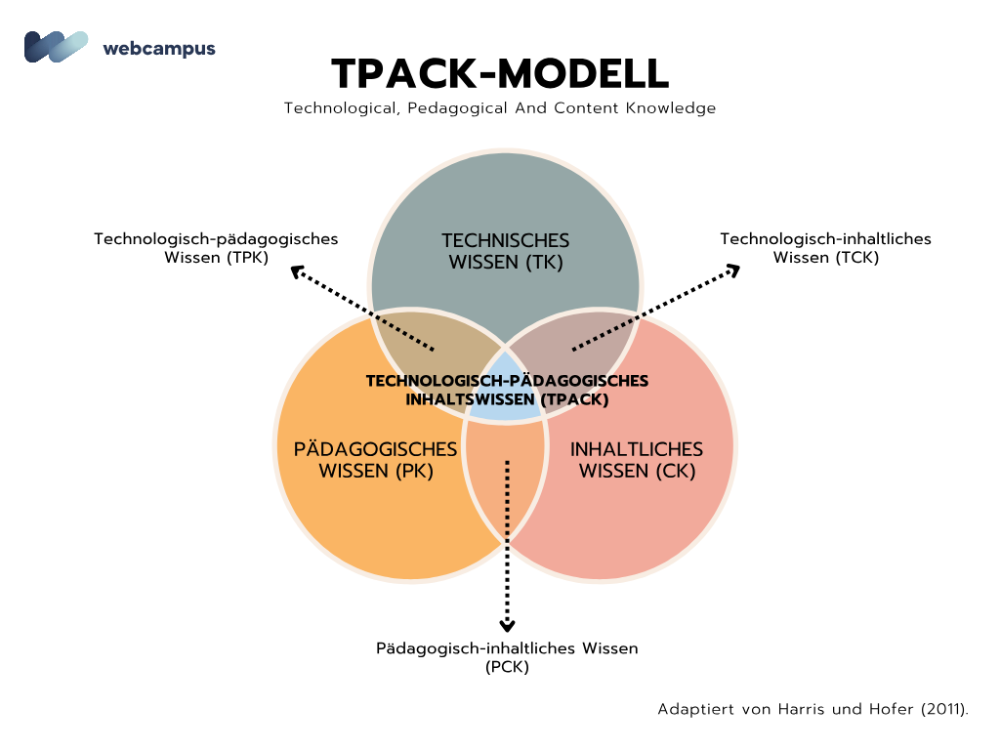 webcampus
TPACK-MODELL
Technological, Pedagogical And Content Knowledge
Technologisch-pädagogisches
Wissen (TPK)
TECHNISCHES
WISSEN (TK)
Technologisch-inhaltliches
Wissen (TCK)
TECHNOLOGISCH-PÄDAGOGISCHES
INHALTSWISSEN (TPACK)
PÄDAGOGISCHES
WISSEN (PK)
INHALTLICHES
WISSEN (CK)
Pädagogisch-inhaltliches Wissen
(PCK)
Adaptiert von Harris und Hofer (2011).